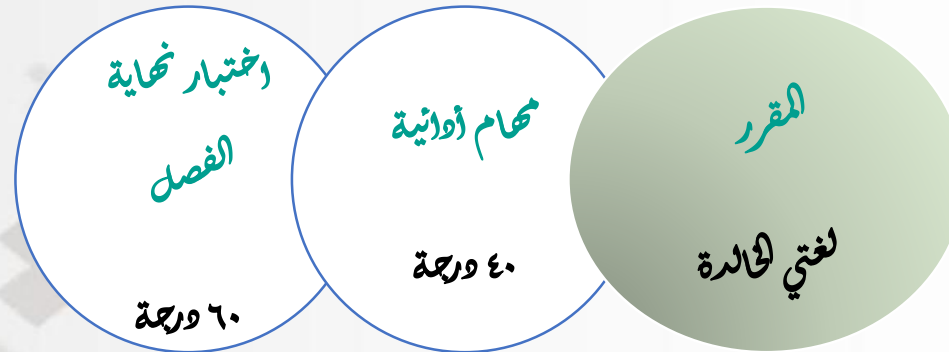 المقرر
لغتي الخالدة
مهام أدائية
٤٠ درجة
اختبار نهاية
الفصل
٦٠ درجة